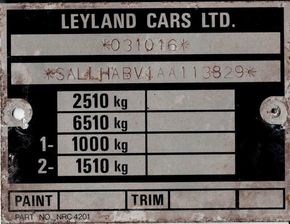 LEYLAND CARS LTD.
*031016*
*SALLHABV1AA113829*
2510 kg
6510 kg
1- 1000 kg
2- 1510 kg
PAINT TRIM
PART NO. NRC4201